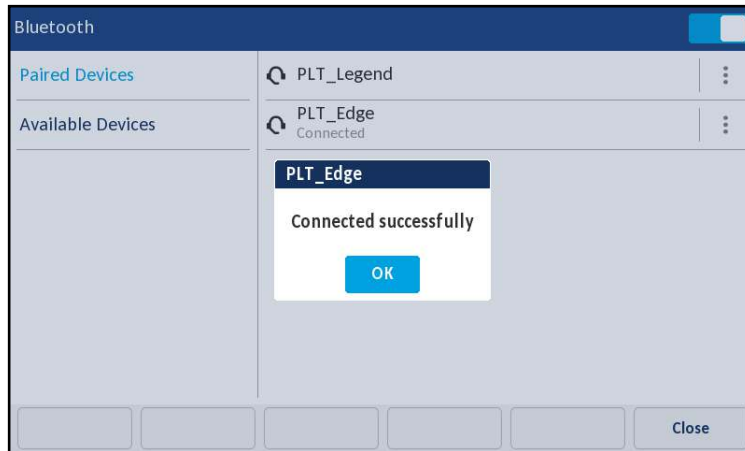 Bluetooth
Paired Devices
Available Devices
PLT_Legend
PLT_Edge
Connected
PLT_Edge
Connected successfully
OK
Close